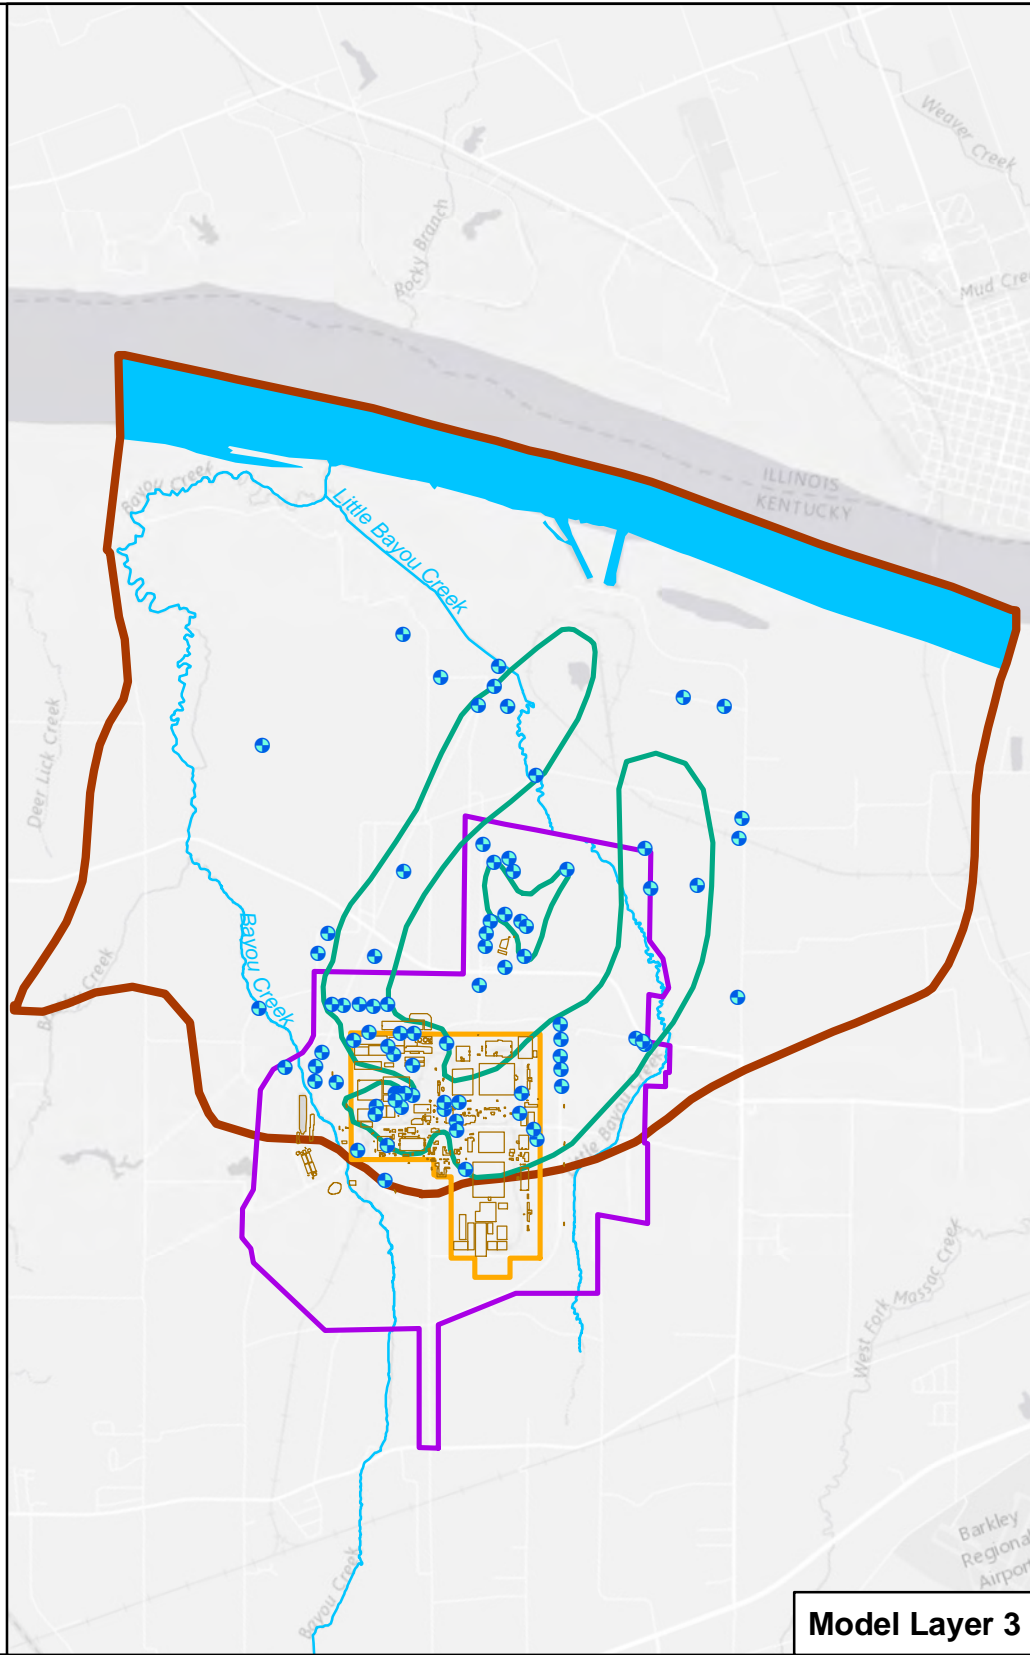 Weaver
Creek
Rocky Branch
Mud Cre
ILLINOIS
KENTUCKY
Bayou Creek
Little Bayou Creek
Deer Lick Creek
Bayou Creek
Creek
Little Bayou Creek
West Fork
Massac Creek
Bayou Creek
Barkley
Regional
Airport
Model Layer 3